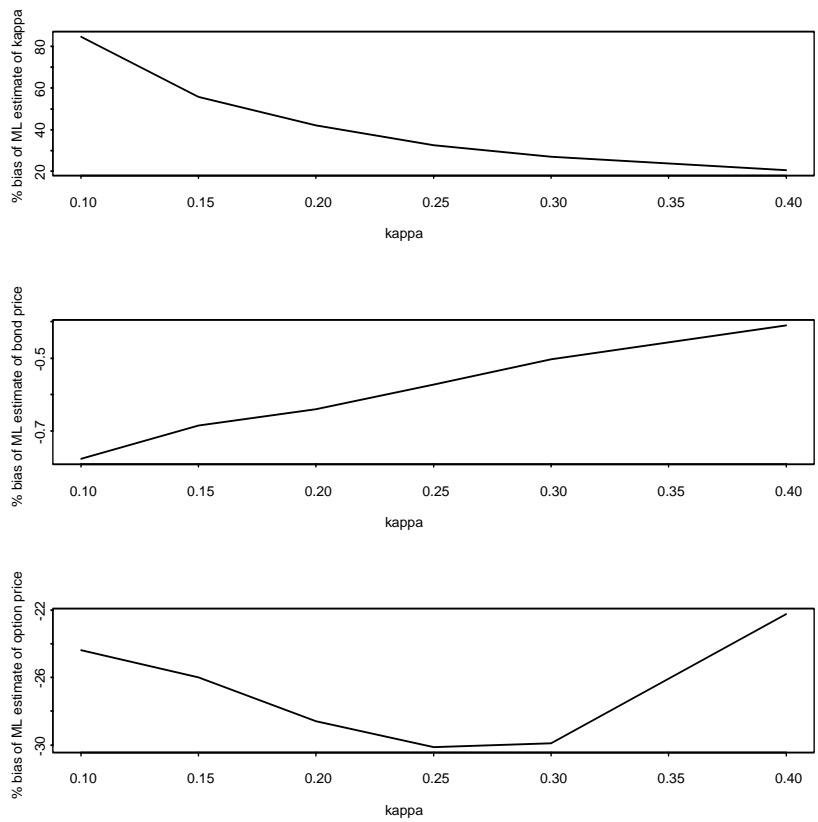 % bias of ML estimate of kappa
80
60
40
20
0.10 0.15 0.20 0.25 0.30 0.35 0.40
kappa
% bias of ML estimate of bond price
-0.5
-0.7
0.10 0.15 0.20 0.25 0.30 0.35 0.40
kappa
% bias of ML estimate of option price
-22
-26
-30
0.10 0.15 0.20 0.25 0.30 0.35 0.40
kappa